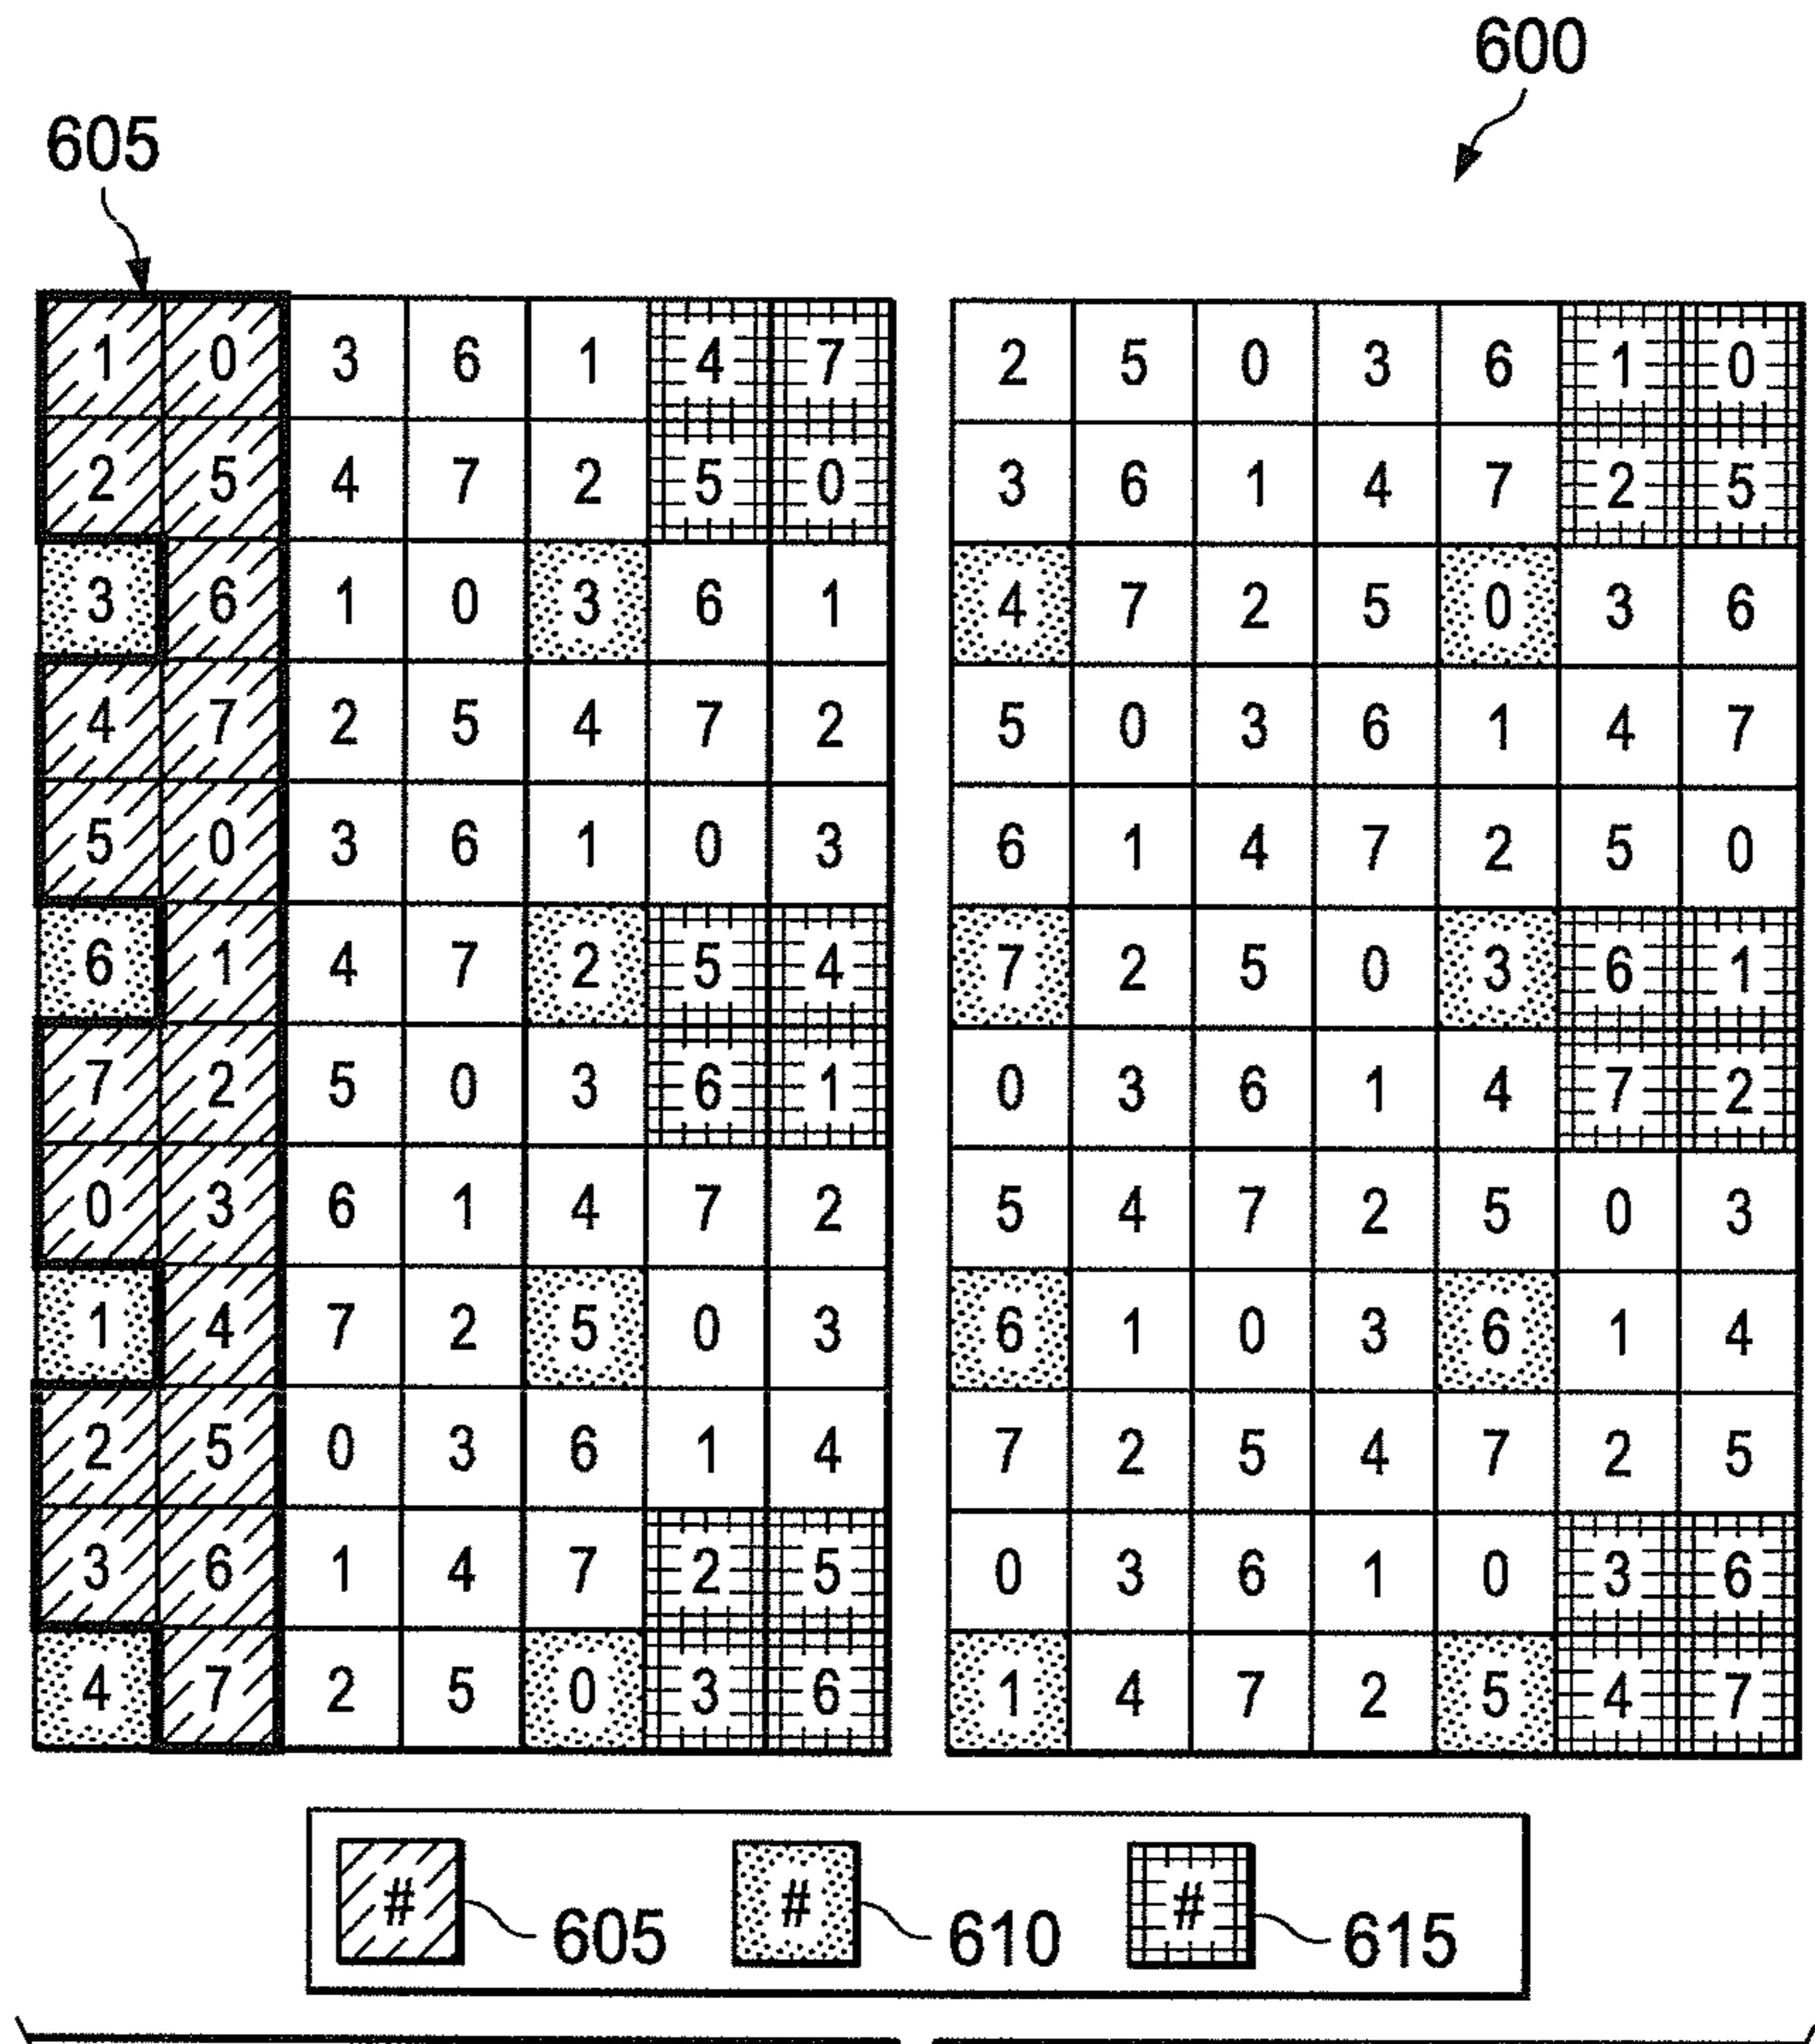 600
605
1 0 3 6 1 4 7 2 5 0 3 6 1 0
2 5 4 7 2 5 0 3 6 1 4 7 2 5
3 6 1 0 3 6 1 4 7 2 5 0 3 6
4 7 2 5 4 7 2 5 0 3 6 1 4 7
5 0 3 6 1 0 3 6 1 4 7 2 5 0
6 1 4 7 2 5 4 7 2 5 0 3 6 1
7 2 5 0 3 6 1 0 3 6 1 4 7 2
0 3 6 1 4 7 2 5 4 7 2 5 0 3
1 4 7 2 5 0 3 6 1 0 3 6 1 4
2 5 0 3 6 1 4 7 2 5 4 7 2 5
3 6 1 4 7 2 5 0 3 6 1 0 3 6
4 7 2 5 0 3 6 1 4 7 2 5 4 7
# 605 # 610 # 615